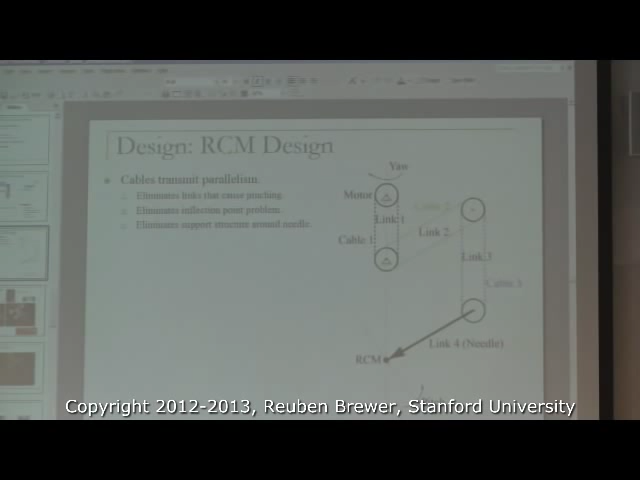 Design: RCM Design
Cables transmit parallelism.
Eliminates links that cause pinching.
Eliminates inflection point problem.
Eliminates support structure around needle.
Yaw
Motor
Link 1
Cable 2
Link 2
Cable 1
Link 3
Cable 3
Link 4 (Needle)
RCM
Copyright 2012-2013, Reuben Brewer, Stanford University